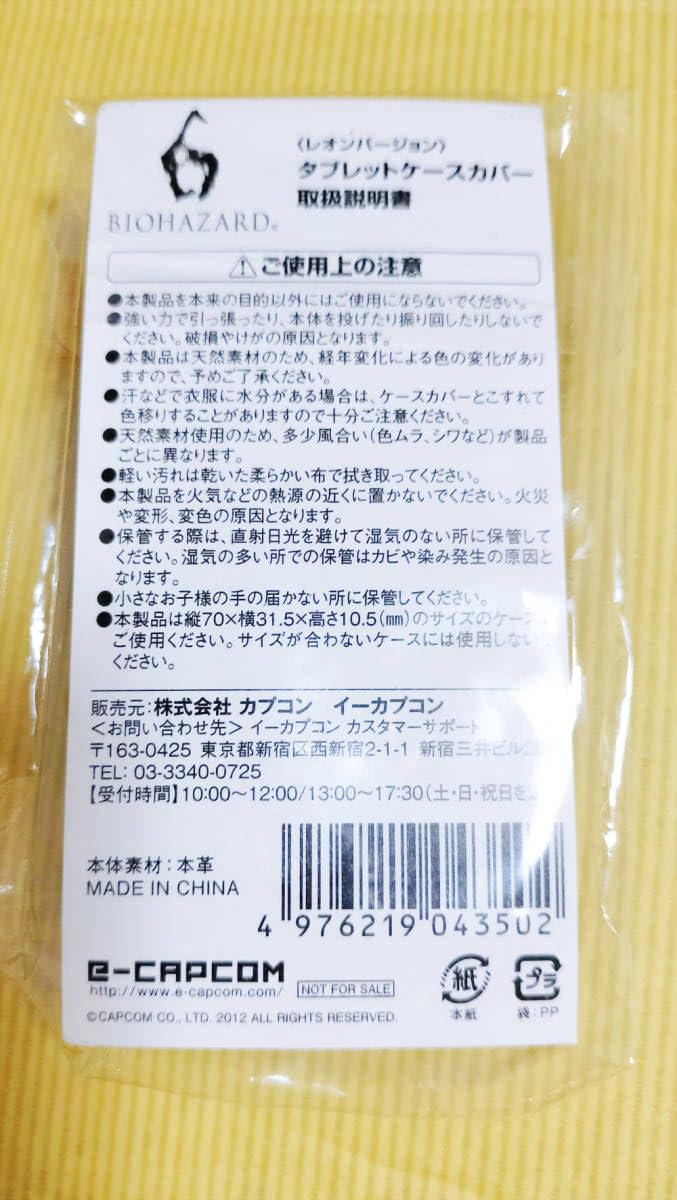 〈レオンバージョン〉
タブレットケースカバー
取扱説明書
BIOHAZARD®
⚠ご使用上の注意
●本製品を本来の目的以外にはご使用にならないでください。
●強い力で引っ張ったり、本体を投げたり振り回したりしないで
ください。破損やけがの原因となります。
●本製品は天然素材のため、経年変化による色の変化があり
ますので、予めご了承ください。
●汗などで衣服に水分がある場合は、ケースカバーとこすれて
色移りすることがありますので十分ご注意ください。
●天然素材使用のため、多少風合い(色ムラ、シワなど)が製品
ごとに異なります。
●軽い汚れは乾いた柔らかい布で拭き取ってください。
●本製品を火気などの熱源の近くに置かないでください。火災
や変形、変色の原因となります。
●保管する際は、直射日光を避けて湿気のない所に保管して
ください。湿気の多い所での保管はカビや染み発生の原因と
なります。
●小さなお子様の手の届かない所に保管してください。
●本製品は縦70×横31.5×高さ10.5(㎜)のサイズのケース
ご使用ください。サイズが合わないケースには使用しない
ください。
販売元:株式会社 カプコン イーカプコン
〈お問い合わせ先〉イーカプコン カスタマーサポート
〒163-0425 東京都新宿区西新宿2-1-1 新宿三井ビル
TEL: 03-3340-0725
【受付時間】10:00〜12:00/13:00〜17:30(土・日・祝日を
本体素材:本革
MADE IN CHINA
4 976219 043502
e-CAPCOM
http://www.e-capcom.com/ NOT FOR SALE
©CAPCOM CO., LTD. 2012 ALL RIGHTS RESERVED.
紙
本紙
プラ
袋:PP